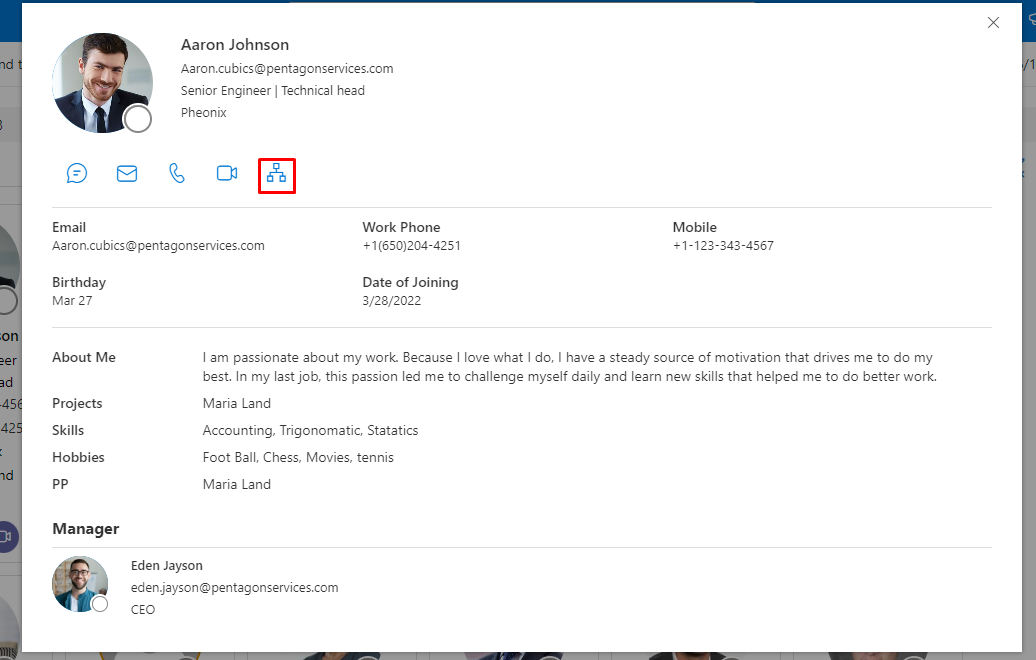 Aaron Johnson
Aaron.cubics@pentagonservices.com
Senior Engineer | Technical head
Pheonix
Email
Work Phone
Mobile
Aaron.cubics@pentagonservices.com
+1(650)204-4251
+1-123-343-4567
Birthday
Date of Joining
Mar 27
3/28/2022
About Me
I am passionate about my work. Because I love what I do, I have a steady source of motivation that drives me to do my
best. In my last job, this passion led me to challenge myself daily and learn new skills that helped me to do better work.
Projects
Maria Land
Skills
Accounting, Trigonomatic, Statatics
Hobbies
Foot Ball, Chess, Movies, tennis
PP
Maria Land
Manager
Eden Jayson
eden.jayson@pentagonservices.com
CEO